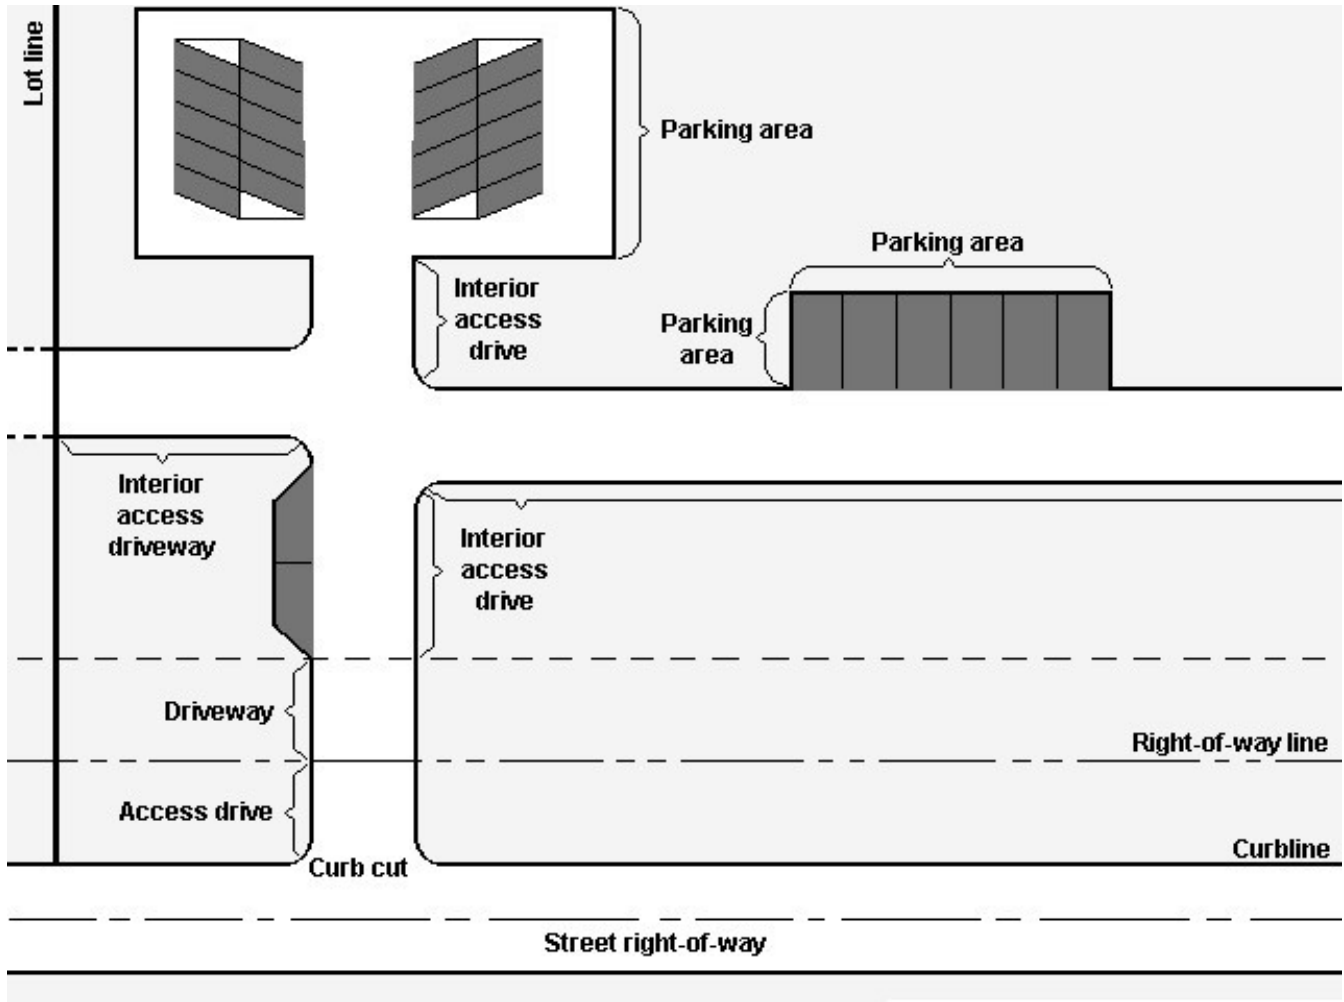 Lot line
Parking area
Parking area
Interior
access
drive
Parking
area
Interior
access
driveway
Interior
access
drive
Driveway
Right-of-way line
Access drive
Curbline
Curb cut
Street right-of-way